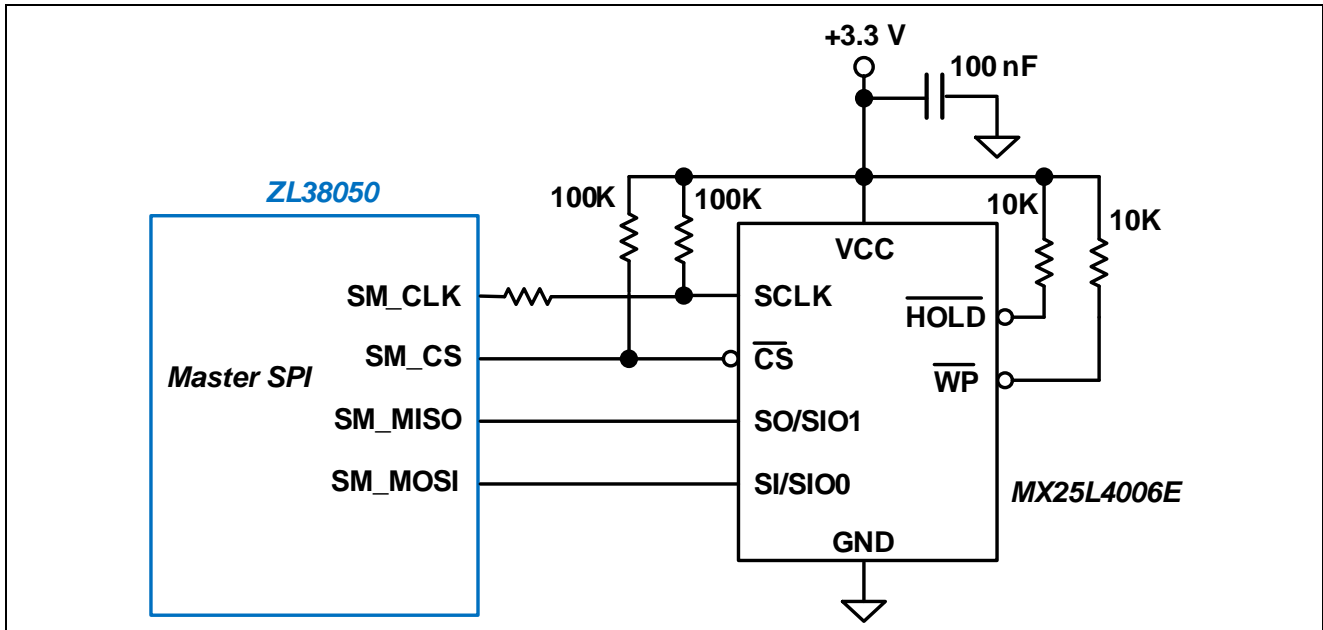 +3.3 V
100 nF
ZL38050
100K
100K
10K
10K
VCC
SM_CLK
SCLK
HOLD
SM_CS
CS
Master SPI
WP
SM_MISO
SO/SIO1
SM_MOSI
SI/SIO0
MX25L4006E
GND